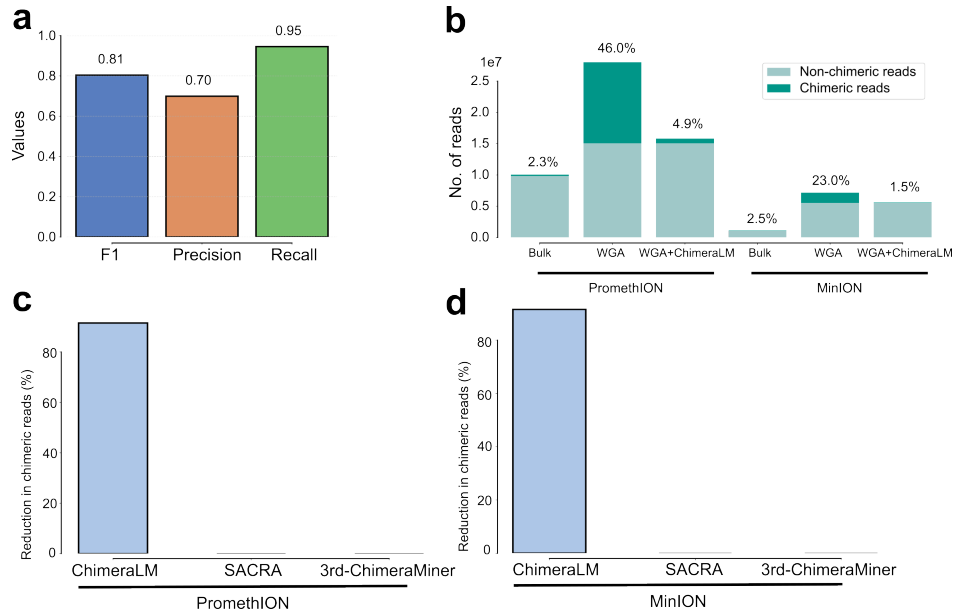 a
Values
1.0
0.8
0.6
0.4
0.2
0.0
0.81
0.70
0.95
F1 Precision Recall
b
1e7
No. of reads
2.5
2.0
1.5
1.0
0.5
0.0
2.3%
46.0%
4.9%
2.5%
23.0%
1.5%
Non-chimeric reads
Chimeric reads
Bulk WGA WGA+ChimeraLM Bulk WGA WGA+ChimeraLM
PromethION MinION
c
Reduction in chimeric reads (%)
80
60
40
20
0
ChimeraLM SACRA 3rd-ChimeraMiner
PromethION
d
Reduction in chimeric reads (%)
80
60
40
20
0
ChimeraLM SACRA 3rd-ChimeraMiner
MinION